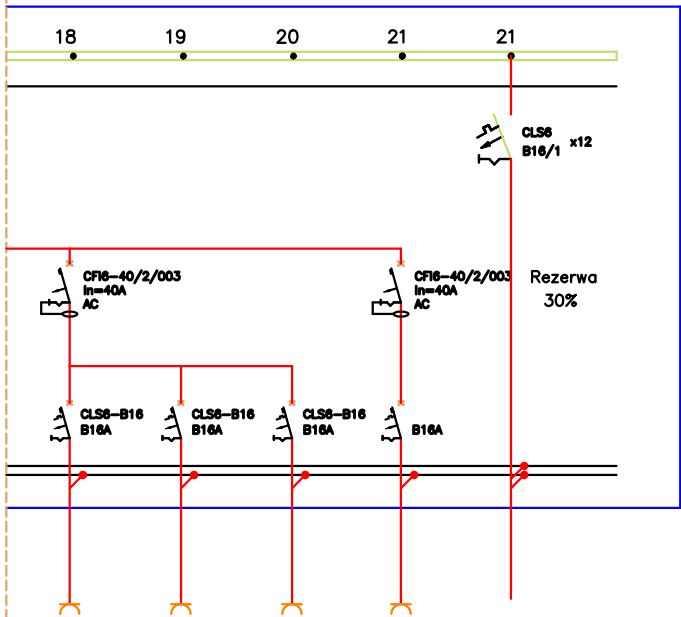 18 19 20 21 21
CLS6
B16/1 x12
CFI6-40/2/003 CFI6-40/2/003
In=40A In=40A
AC AC
Rezerwa
30%
CLS6-B16 CLS6-B16 CLS6-B16
B16A B16A B16A B16A